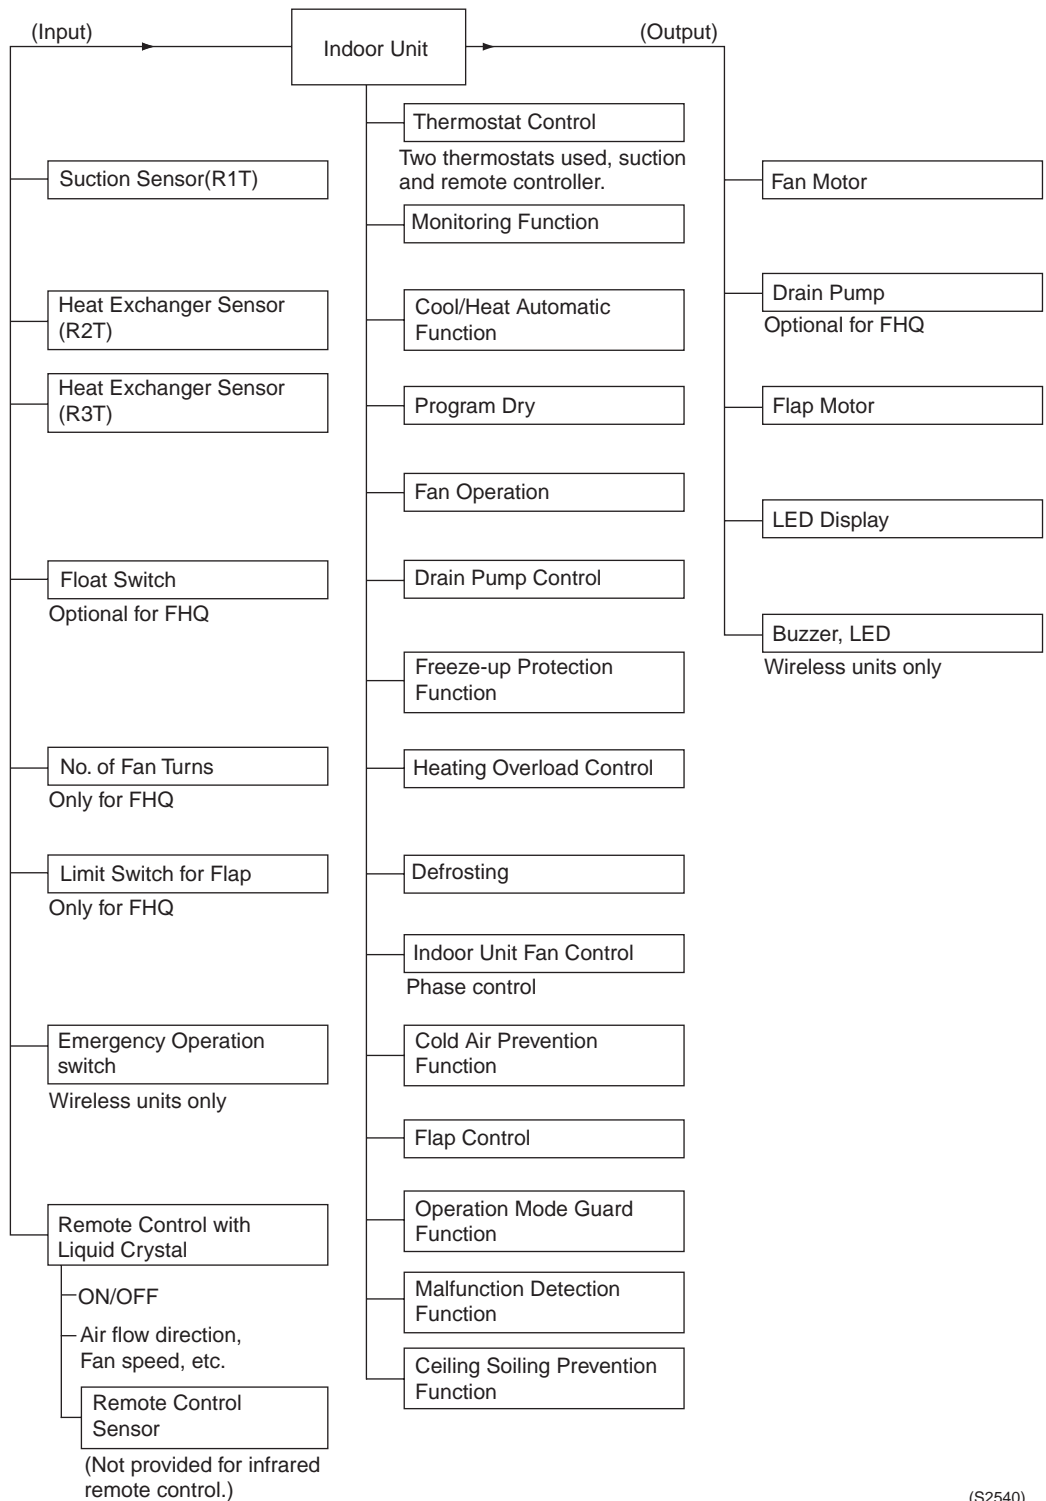 (Input)
Indoor Unit
(Output)
Suction Sensor(R1T)
Heat Exchanger Sensor
(R2T)
Heat Exchanger Sensor
(R3T)
Float Switch
Optional for FHQ
No. of Fan Turns
Only for FHQ
Limit Switch for Flap
Only for FHQ
Emergency Operation
switch
Wireless units only
Remote Control with
Liquid Crystal
ON/OFF
Air flow direction,
Fan speed, etc.
Remote Control
Sensor
(Not provided for infrared
remote control.)
Thermostat Control
Two thermostats used, suction
and remote controller.
Monitoring Function
Cool/Heat Automatic
Function
Program Dry
Fan Operation
Drain Pump Control
Freeze-up Protection
Function
Heating Overload Control
Defrosting
Indoor Unit Fan Control
Phase control
Cold Air Prevention
Function
Flap Control
Operation Mode Guard
Function
Malfunction Detection
Function
Ceiling Soiling Prevention
Function
Fan Motor
Drain Pump
Optional for FHQ
Flap Motor
LED Display
Buzzer, LED
Wireless units only
(S2540)